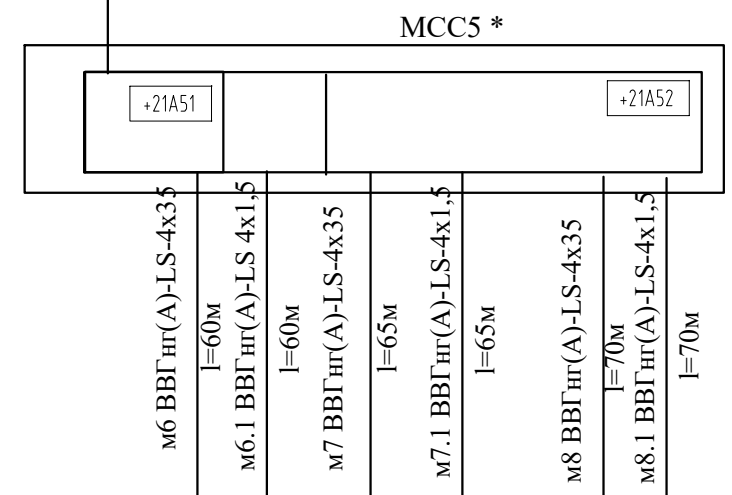 МСС5 *
+21A51
+21A52
м6 ВВГнг(А)-LS-4х35
l=60м
м6.1 ВВГнг(А)-LS 4х1,5
l=60м
м7 ВВГнг(А)-LS-4х35
l=65м
м7.1 ВВГнг(А)-LS-4х1,5
l=65м
м8 ВВГнг(А)-LS-4х35
l=70м
м8.1 ВВГнг(А)-LS-4х1,5
l=70м